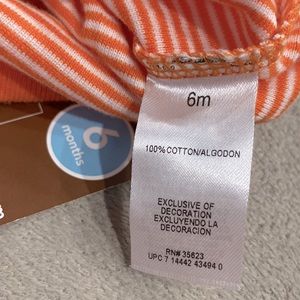 6m
100% COTTON/ALGODON
EXCLUSIVE OF
DECORATION
EXCLUYENDO LA
DECORACION
RN# 35623
UPC 7 14442 43494 0
6
months